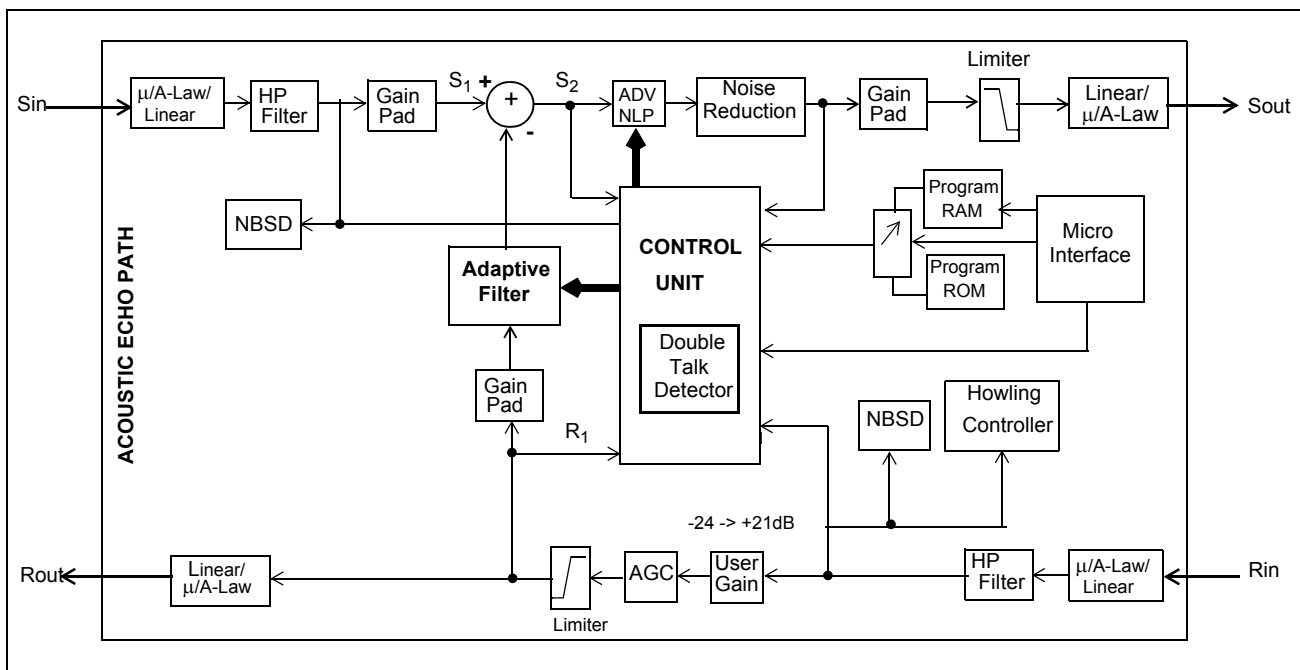 Sin
μ/A-Law/
Linear
HP
Filter
Gain
Pad
S1
+
+
-
S2
ADV
NLP
Noise
Reduction
Gain
Pad
Limiter
Linear/
μ/A-Law
Sout
NBSD
ACOUSTIC ECHO PATH
Adaptive
Filter
Gain
Pad
R1
CONTROL
UNIT
Double
Talk
Detector
Program
RAM
Program
ROM
Micro
Interface
NBSD
Howling
Controller
-24 -> +21dB
Rout
Linear/
μ/A-Law
Limiter
AGC
User
Gain
HP
Filter
μ/A-Law/
Linear
Rin